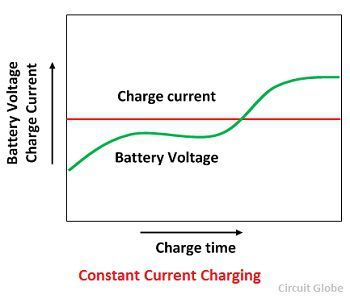 Battery Voltage
Charge Current
Charge current
Battery Voltage
Charge time
Constant Current Charging
Circuit Globe